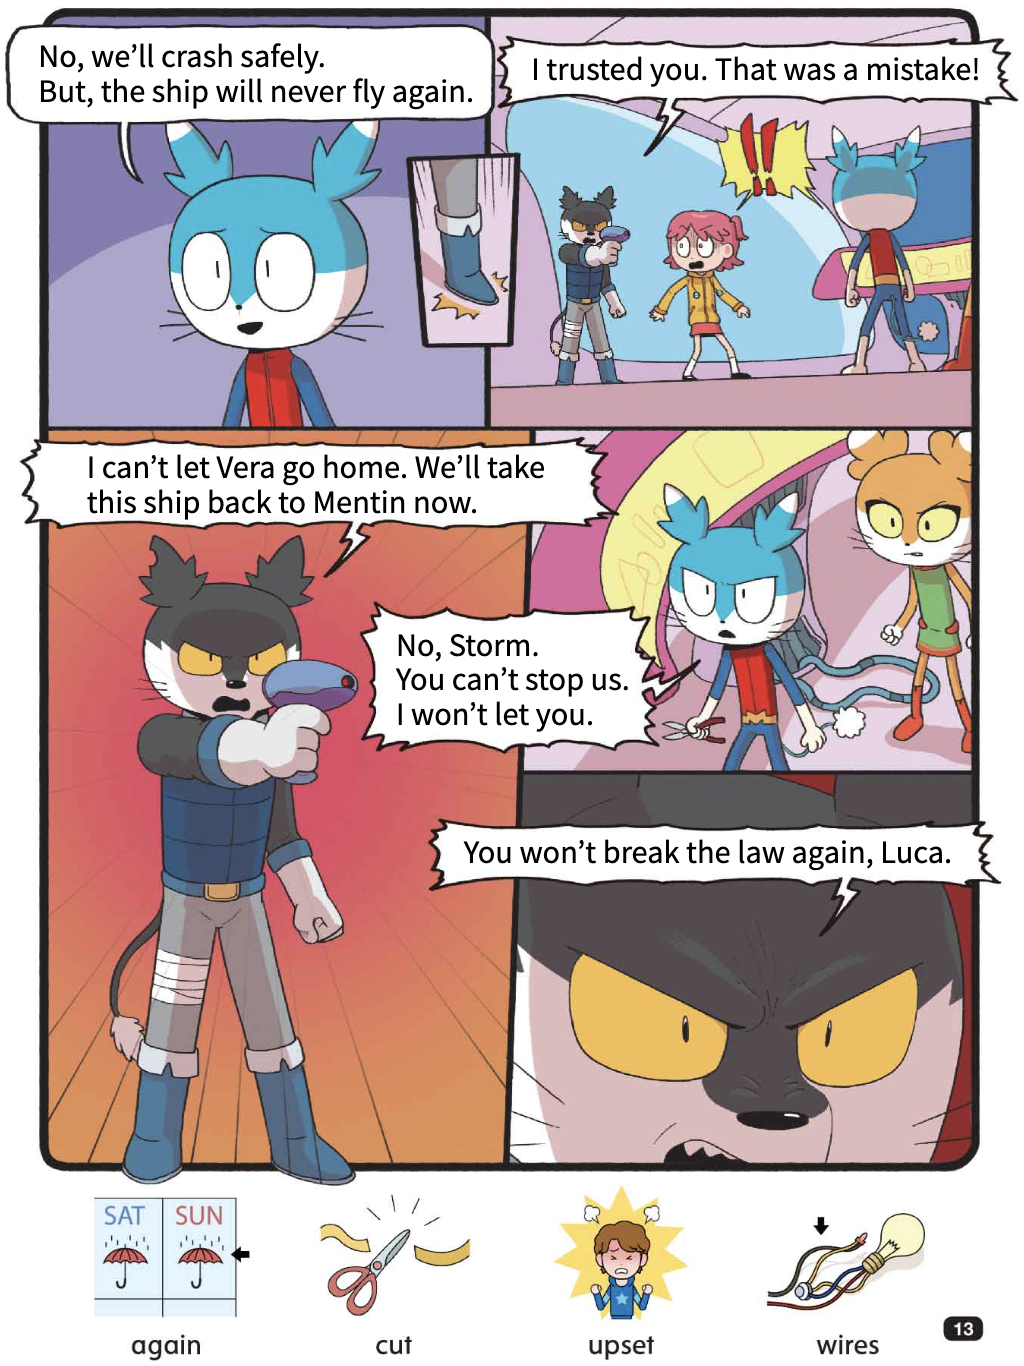 No, we'll crash safely.
But, the ship will never fly again.
I trusted you. That was a mistake!
!!
I can't let Vera go home. We'll take
this ship back to Mentin now.
No, Storm.
You can't stop us.
I won't let you.
You won't break the law again, Luca.
SAT SUN
again
cut
upset
wires
13